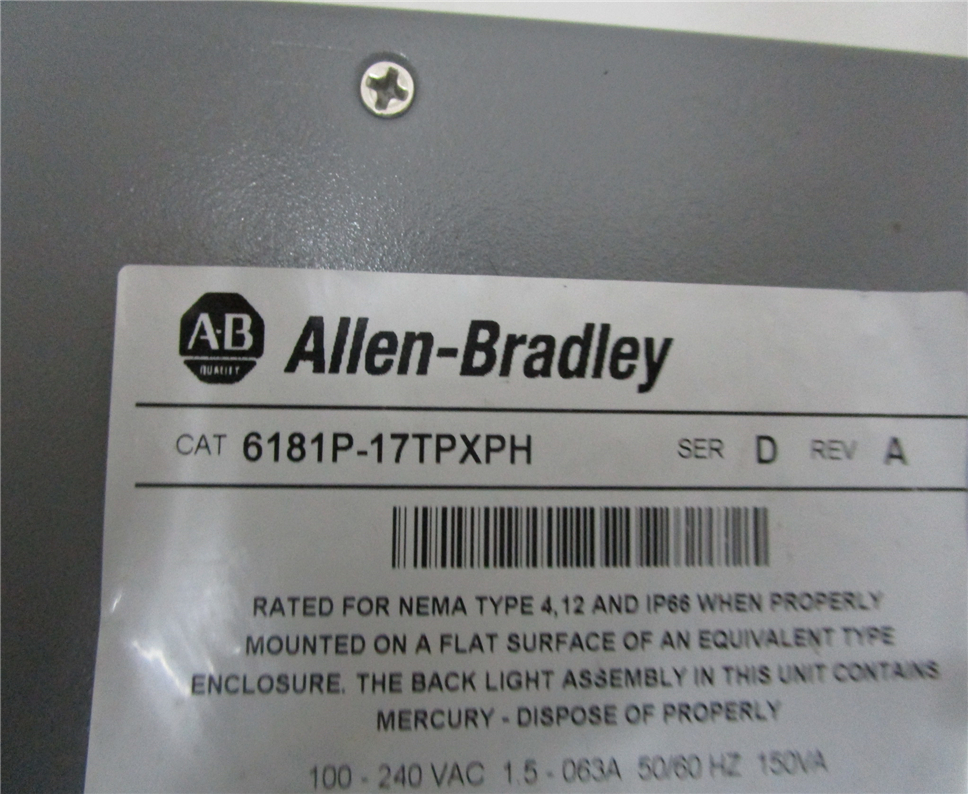 A-B
QUALITY
Allen-Bradley
CAT 6181P-17TPXPH SER D REV A
RATED FOR NEMA TYPE 4,12 AND IP66 WHEN PROPERLY
MOUNTED ON A FLAT SURFACE OF AN EQUIVALENT TYPE
ENCLOSURE. THE BACK LIGHT ASSEMBLY IN THIS UNIT CONTAINS
MERCURY - DISPOSE OF PROPERLY
100 - 240 VAC 1.5 - 063A 50/60 HZ 150VA